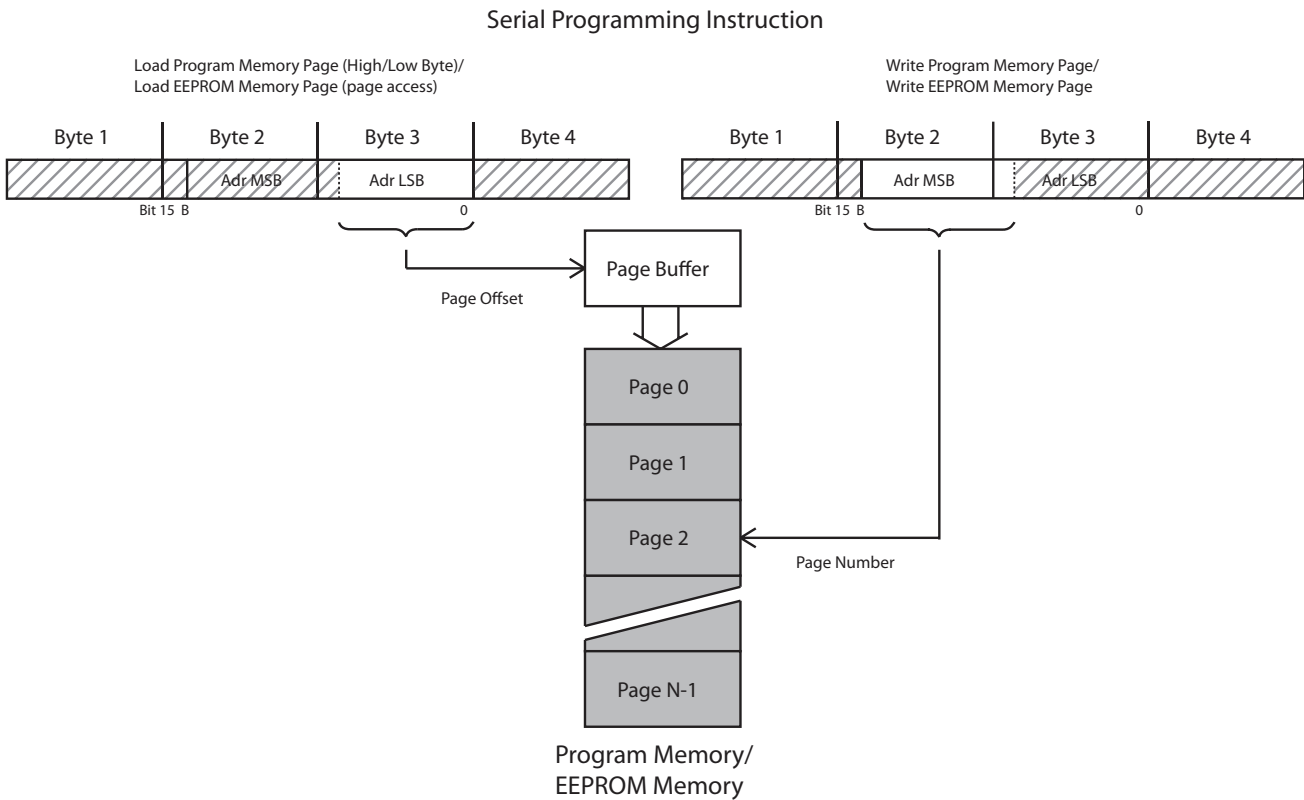 Serial Programming Instruction
Load Program Memory Page (High/Low Byte)/
Load EEPROM Memory Page (page access)
Write Program Memory Page/
Write EEPROM Memory Page
Byte 1 Byte 2 Byte 3 Byte 4
Byte 1 Byte 2 Byte 3 Byte 4
Adr MSB Adr LSB
Adr MSB Adr LSB
Bit 15 B 0
Bit 15 B 0
Page Buffer
Page Offset
Page 0
Page 1
Page 2
Page Number
Page N-1
Program Memory/
EEPROM Memory